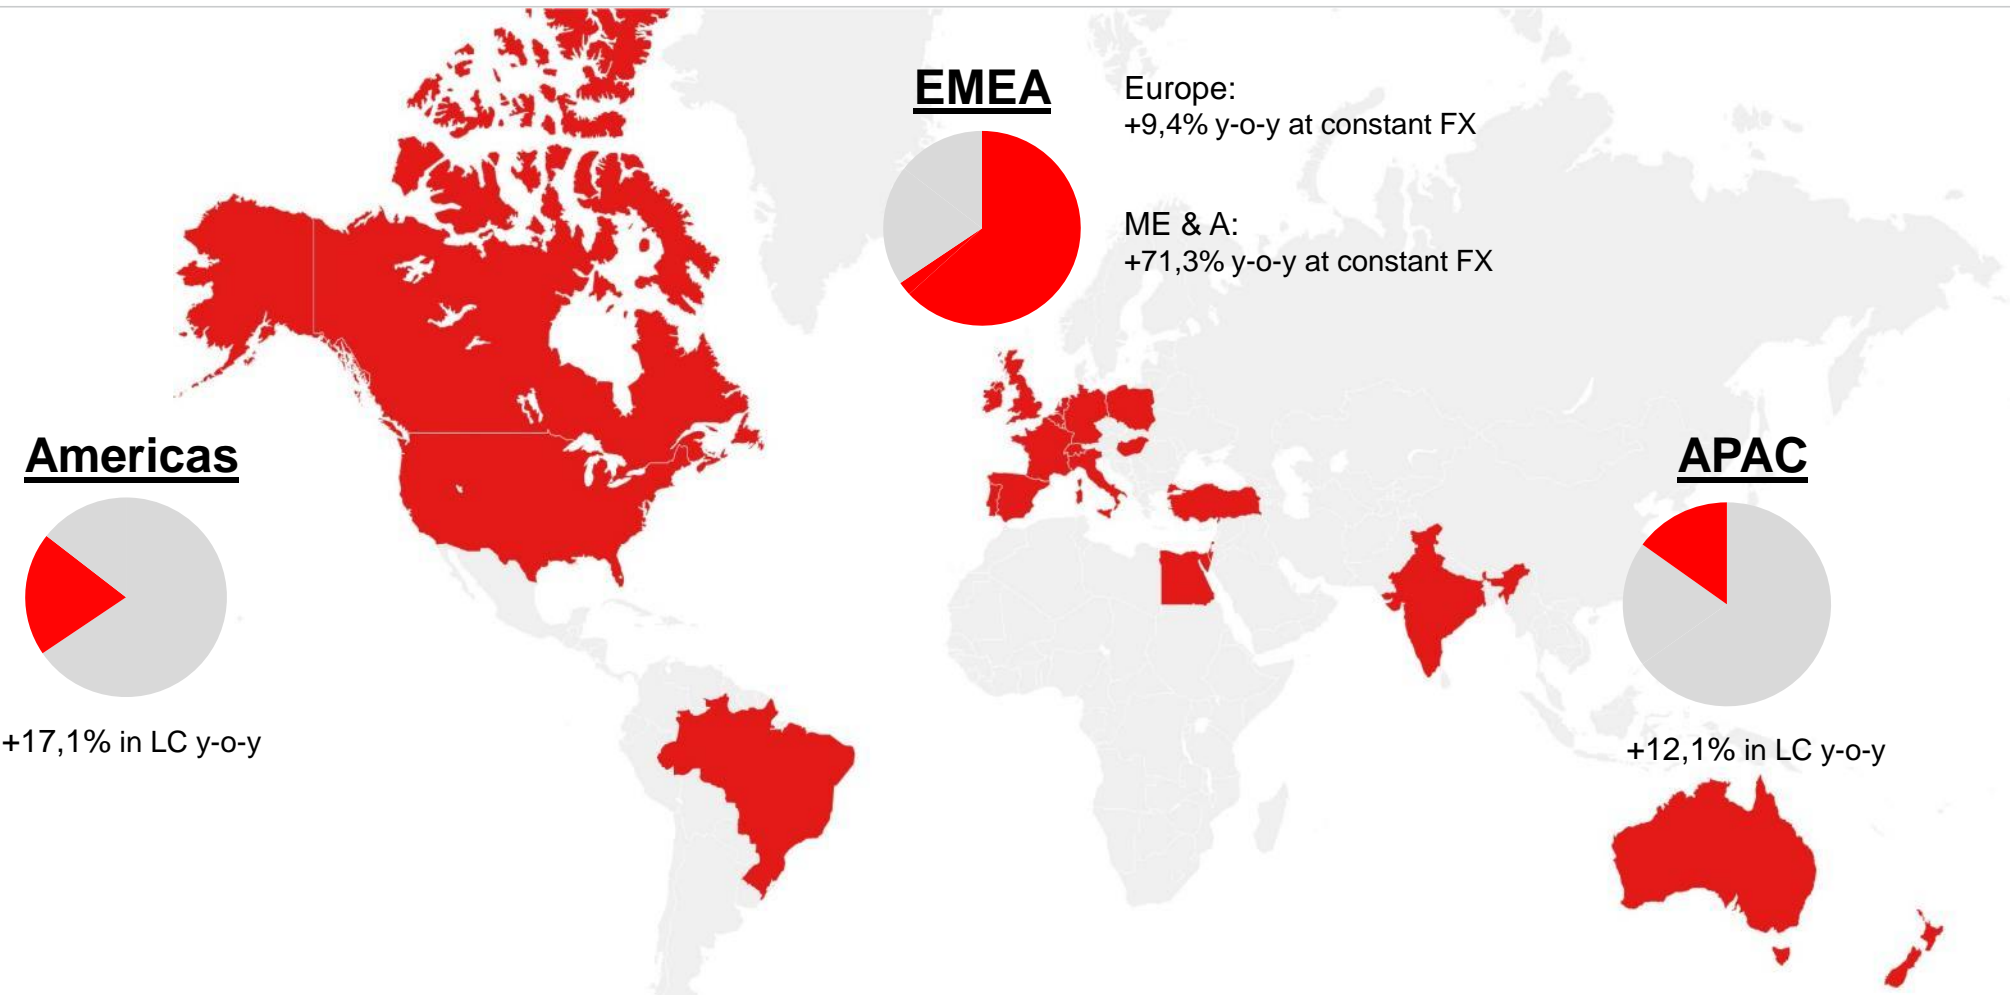 EMEA
Europe:
+9,4% y-o-y at constant FX
ME & A:
+71,3% y-o-y at constant FX
Americas
+17,1% in LC y-o-y
APAC
+12,1% in LC y-o-y